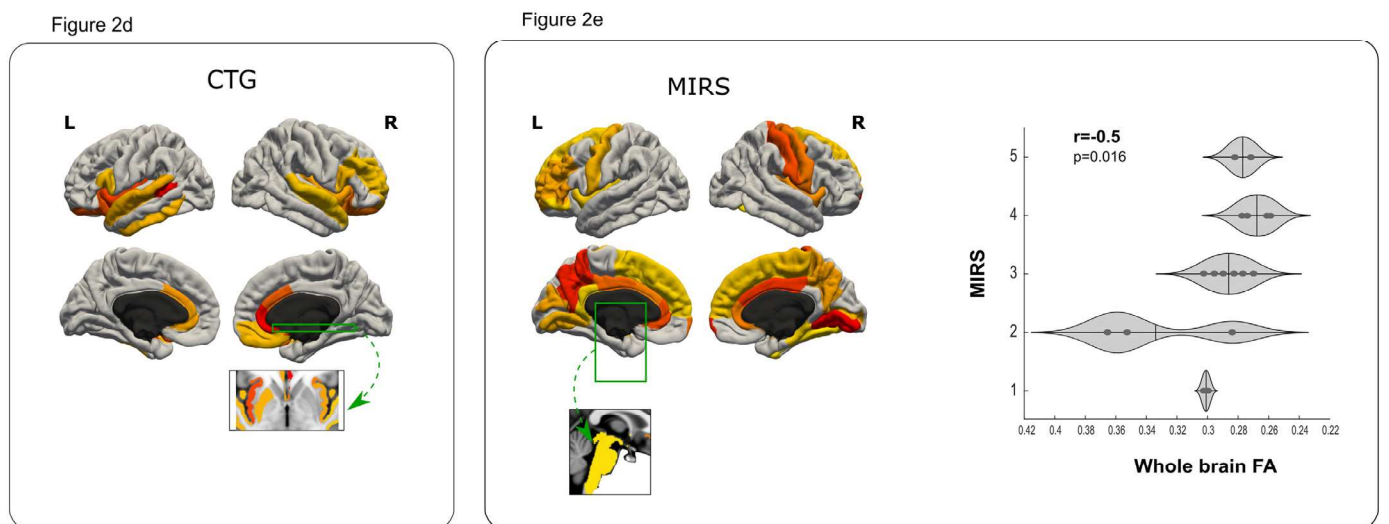 Figure 2d
CTG
L R
Figure 2e
MIRS
L R
r=-0.5
p=0.016
MIRS
5
4
3
2
1
0.42 0.4 0.38 0.36 0.34 0.32 0.3 0.28 0.26 0.24 0.22
Whole brain FA